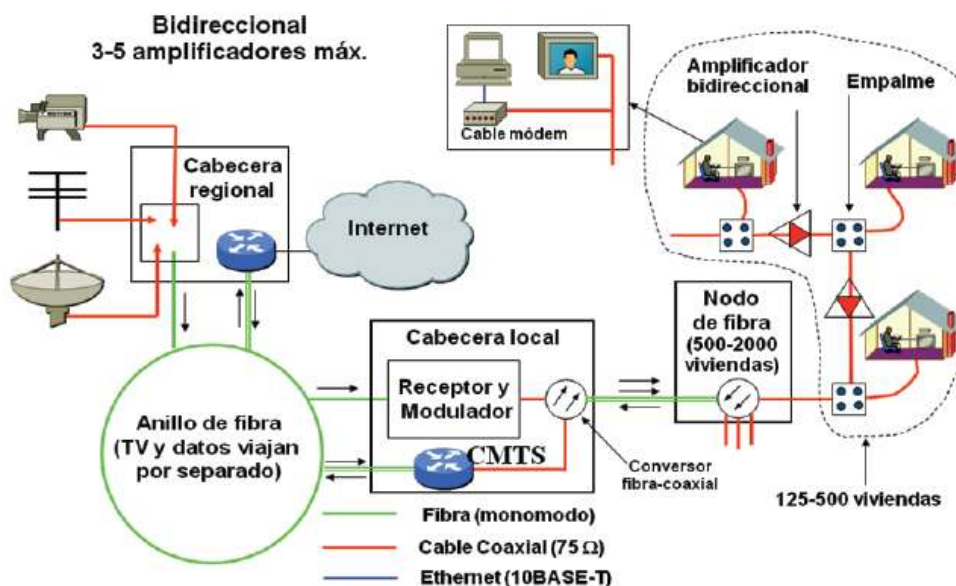 Bidireccional
3-5 amplificadores máx.
Cable módem
Amplificador
bidireccional
Empalme
Cabecera
regional
Internet
Anillo de fibra
(TV y datos viajan
por separado)
Cabecera local
Receptor y
Modulador
CMTS
Conversor
fibra-coaxial
Nodo
de fibra
(500-2000
viviendas)
125-500 viviendas
Fibra (monomodo)
Cable Coaxial (75 Ω)
Ethernet (10BASE-T)